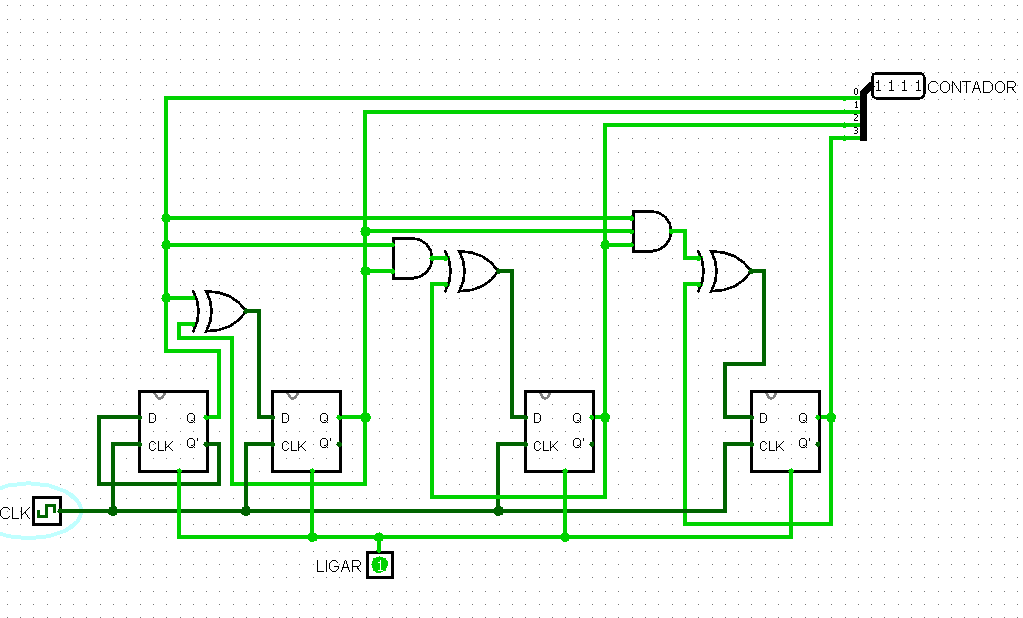 0
1 1 1 1 CONTADOR
1
2
3
D Q
CLK Q'
D Q
CLK Q'
D Q
CLK Q'
D Q
CLK Q'
CLK
LIGAR 1